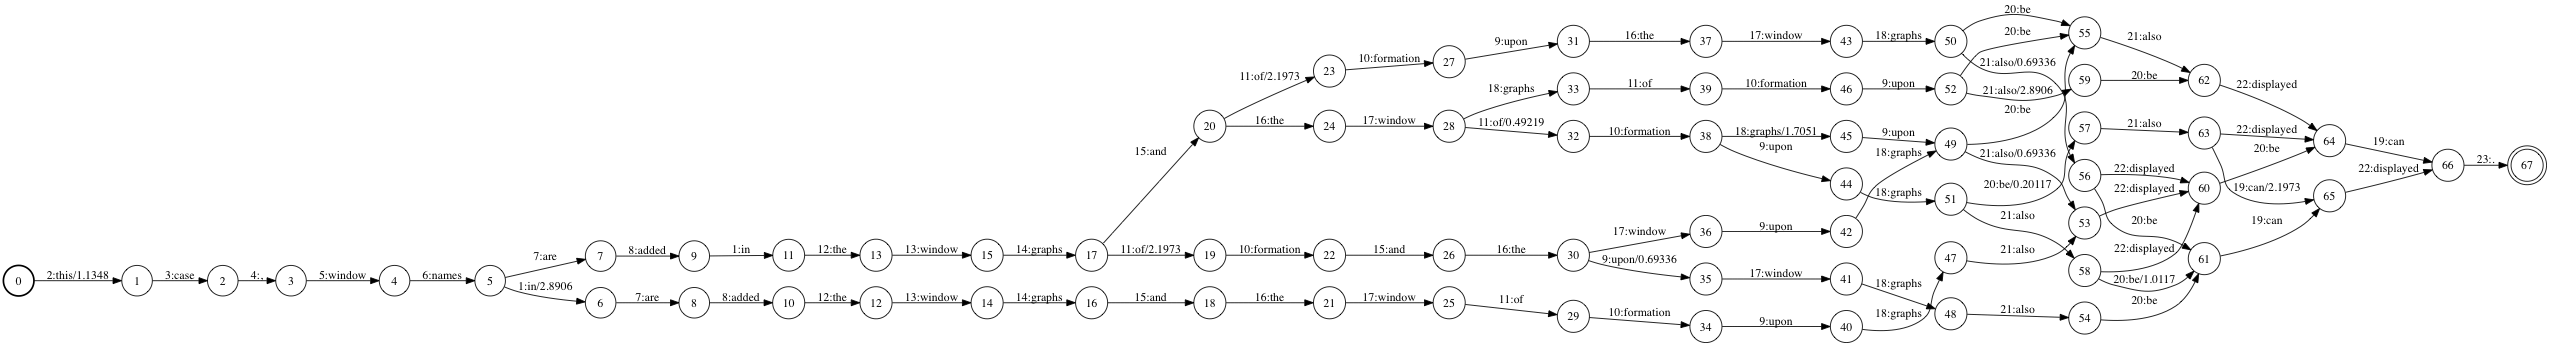 20:be
50
55
21:also
20:be
11:of/2.1973
23
10:formation
27
9:upon
31
16:the
37
17:window
43
18:graphs
21:also/0.69336
59
20:be
62
22:displayed
18:graphs
33
11:of
39
10:formation
46
9:upon
52
21:also/2.8906
20:be
20
16:the
24
17:window
28
11:of/0.49219
32
10:formation
38
18:graphs/1.7051
45
9:upon
49
57
21:also
63
22:displayed
64
19:can
15:and
9:upon
18:graphs
21:also/0.69336
20:be
66
23:.
67
44
18:graphs
51
20:be/0.20117
56
22:displayed
22:displayed
60
19:can/2.1973
65
22:displayed
21:also
53
20:be
19:can
7:are
7
8:added
9
1:in
11
12:the
13
13:window
15
14:graphs
17
11:of/2.1973
19
10:formation
22
15:and
26
16:the
30
17:window
36
9:upon
42
22:displayed
61
0
2:this/1.1348
1
3:case
2
4:,
3
5:window
4
6:names
5
9:upon/0.69336
35
17:window
41
18:graphs
47
21:also
58
20:be/1.0117
1:in/2.8906
6
7:are
8
8:added
10
12:the
12
13:window
14
14:graphs
16
15:and
18
16:the
21
17:window
25
11:of
29
10:formation
34
9:upon
40
18:graphs
48
21:also
54
20:be